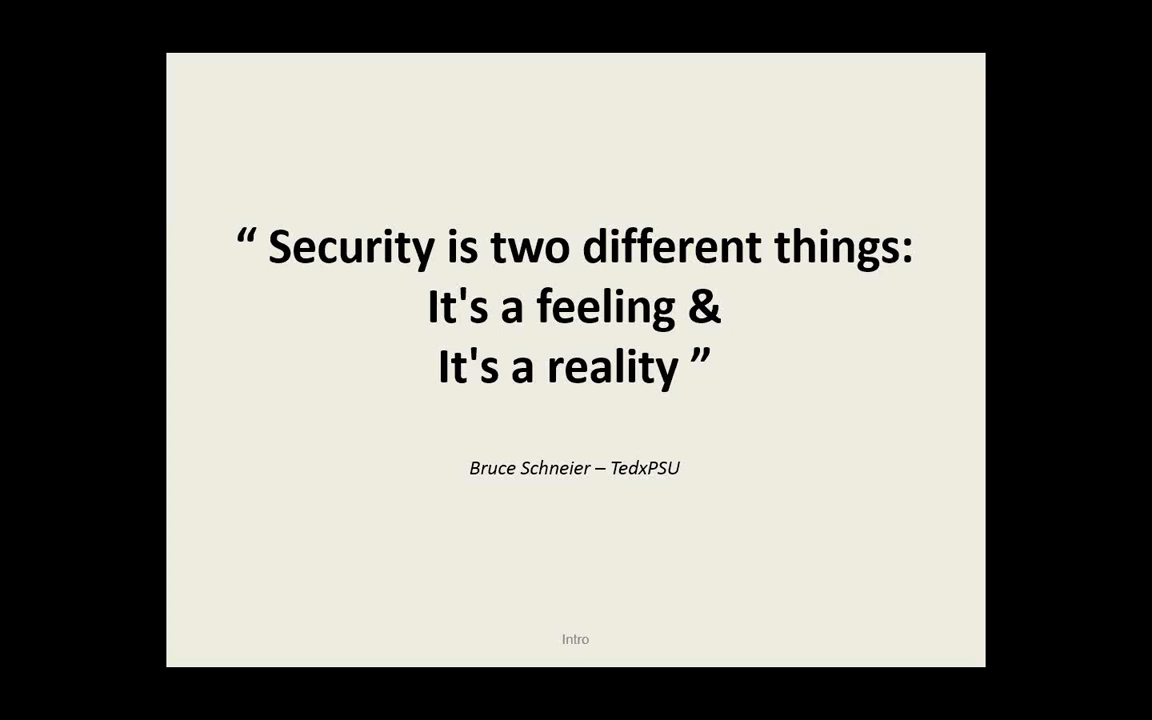 “ Security is two different things:
It's a feeling &
It's a reality ”
Bruce Schneier – TedxPSU
Intro